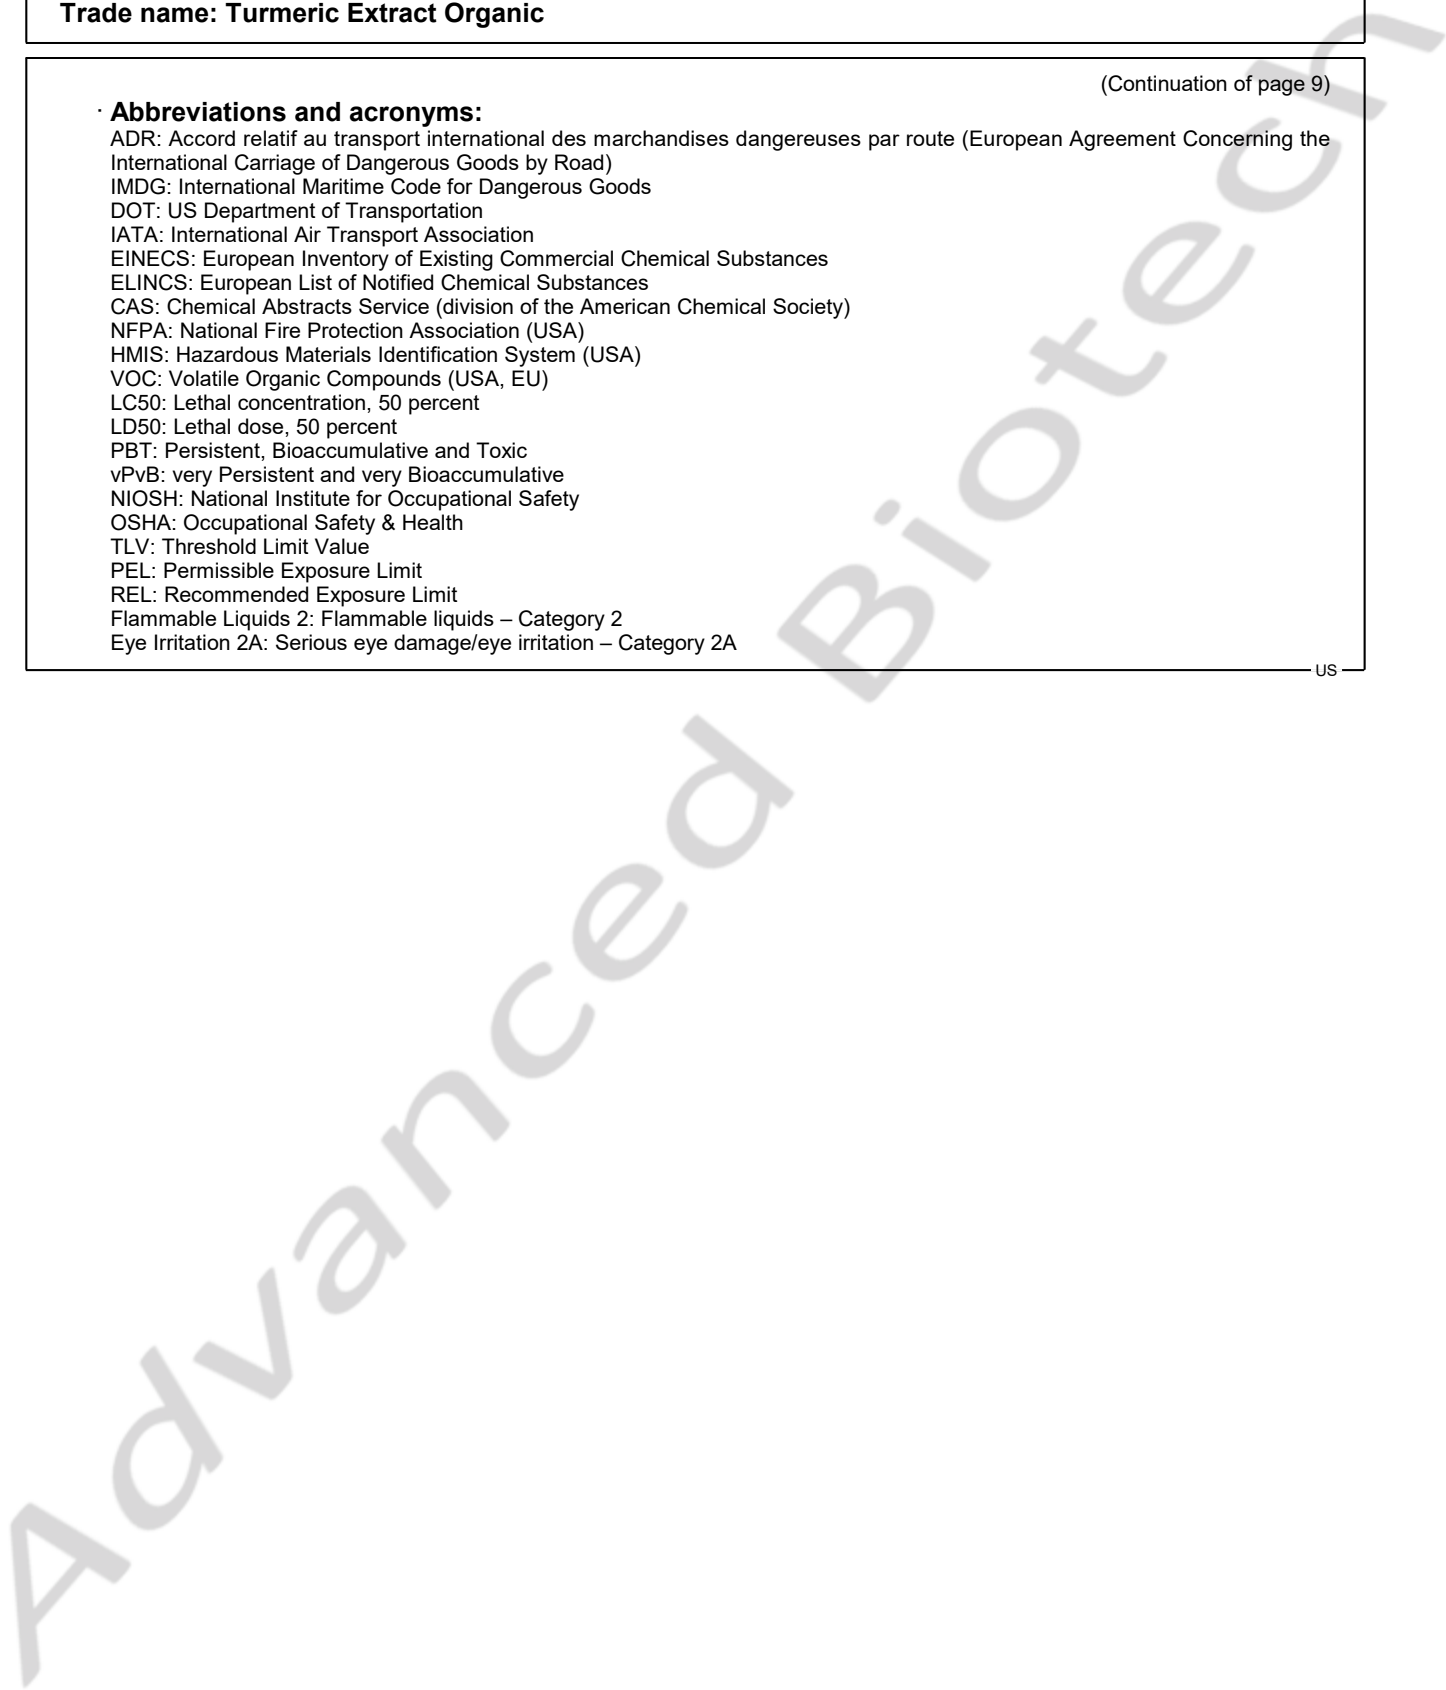 Trade name: Turmeric Extract Organic
(Continuation of page 9)
· Abbreviations and acronyms:
ADR: Accord relatif au transport international des marchandises dangereuses par route (European Agreement Concerning the
International Carriage of Dangerous Goods by Road)
IMDG: International Maritime Code for Dangerous Goods
DOT: US Department of Transportation
IATA: International Air Transport Association
EINECS: European Inventory of Existing Commercial Chemical Substances
ELINCS: European List of Notified Chemical Substances
CAS: Chemical Abstracts Service (division of the American Chemical Society)
NFPA: National Fire Protection Association (USA)
HMIS: Hazardous Materials Identification System (USA)
VOC: Volatile Organic Compounds (USA, EU)
LC50: Lethal concentration, 50 percent
LD50: Lethal dose, 50 percent
PBT: Persistent, Bioaccumulative and Toxic
vPvB: very Persistent and very Bioaccumulative
NIOSH: National Institute for Occupational Safety
OSHA: Occupational Safety & Health
TLV: Threshold Limit Value
PEL: Permissible Exposure Limit
REL: Recommended Exposure Limit
Flammable Liquids 2: Flammable liquids – Category 2
Eye Irritation 2A: Serious eye damage/eye irritation – Category 2A
US
Advanced Biotech